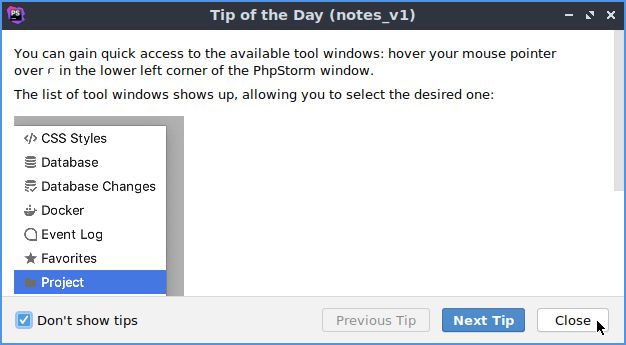 PS
Tip of the Day (notes_v1)
You can gain quick access to the available tool windows: hover your mouse pointer
over in the lower left corner of the PhpStorm window.
The list of tool windows shows up, allowing you to select the desired one:
CSS Styles
Database
Database Changes
Docker
Event Log
Favorites
Project
Don't show tips
Previous Tip
Next Tip
Close